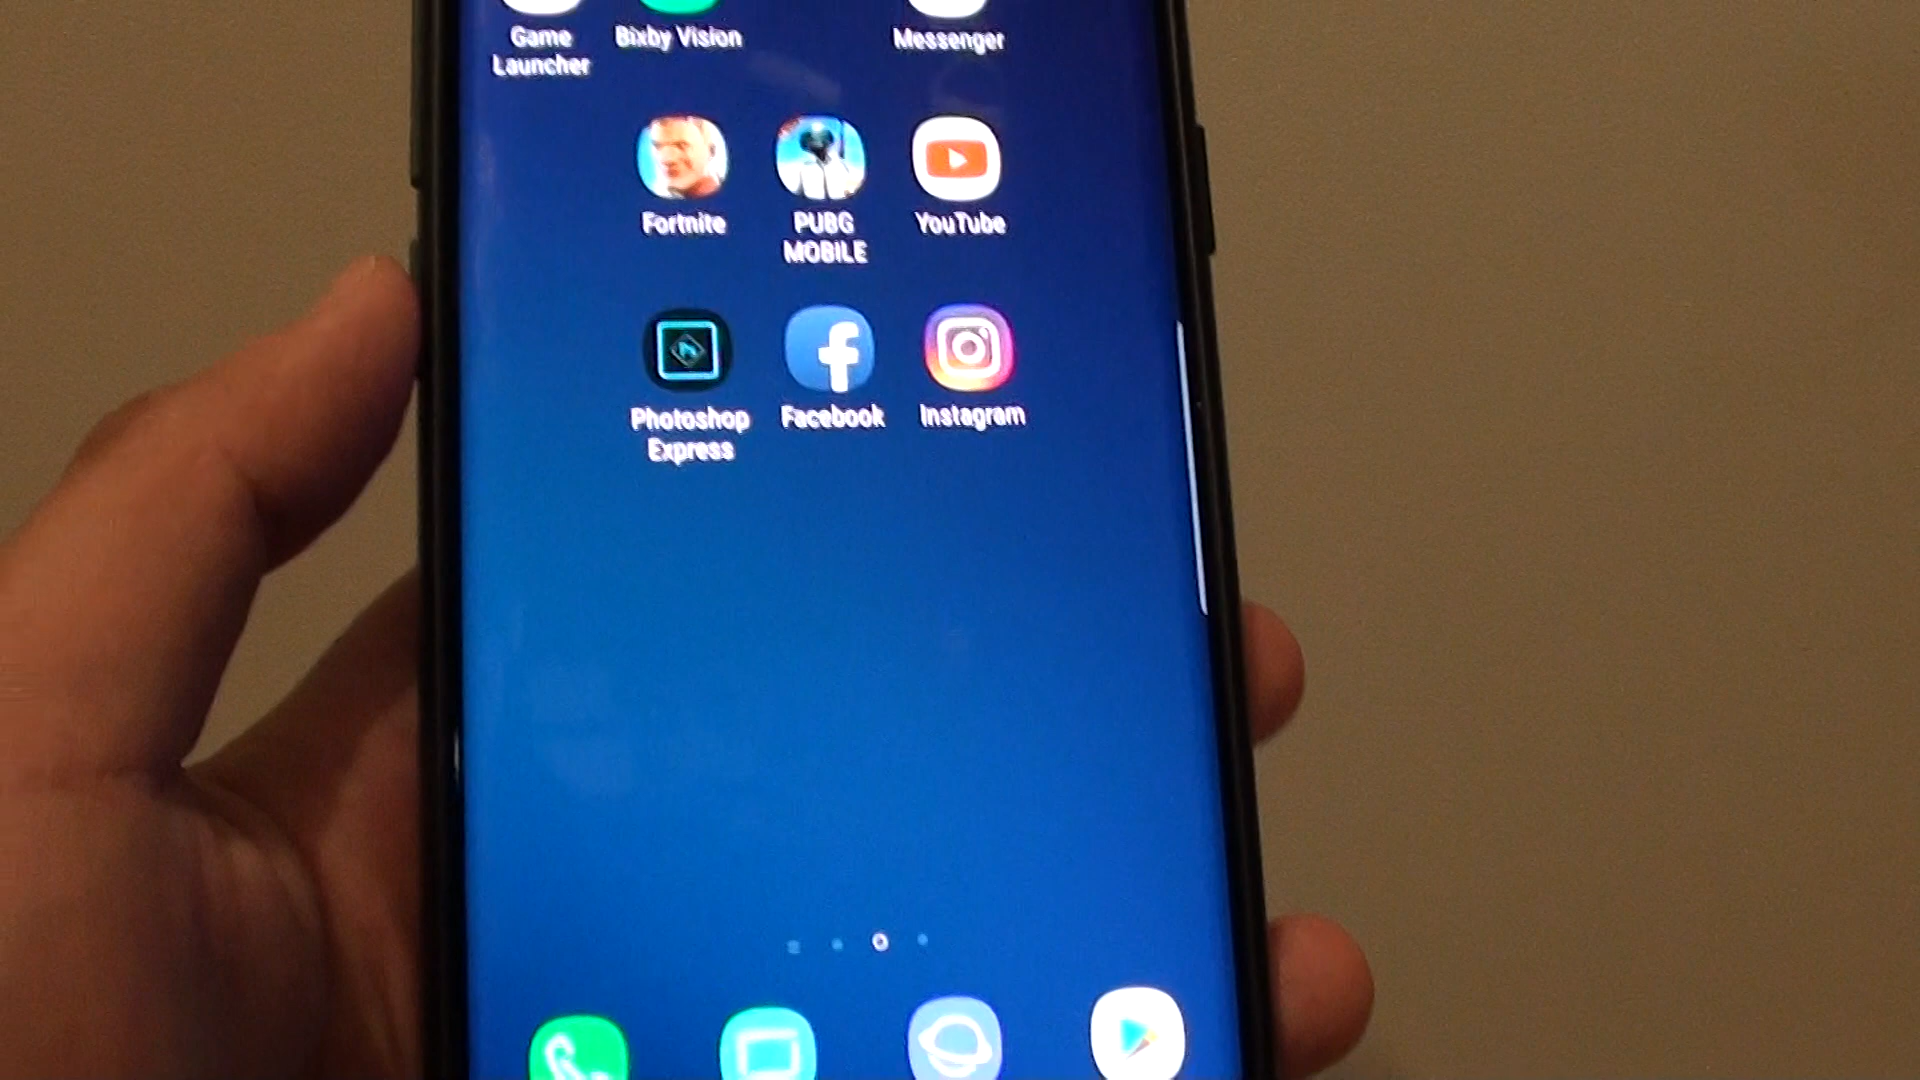 Game
Launcher
Bixby Vision
Messenger
Fortnite
PUBG
MOBILE
YouTube
Photoshop
Express
Facebook
Instagram